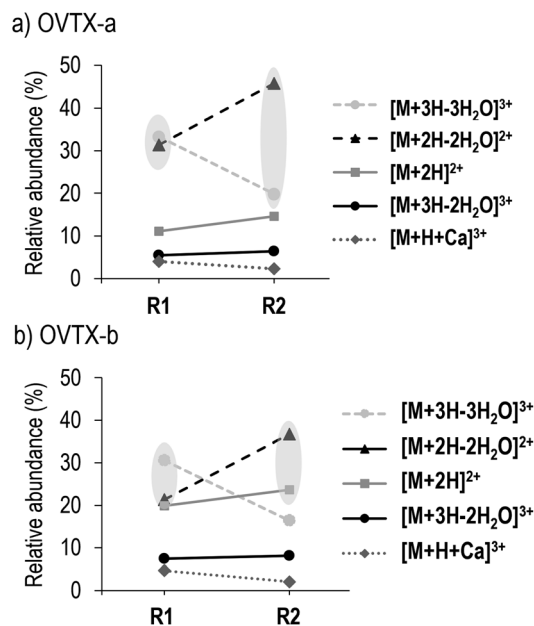 a) OVTX-a
Relative abundance (%)
50
40
30
20
10
0
R1 R2
[M+3H-3H₂O]³⁺
[M+2H-2H₂O]²⁺
[M+2H]²⁺
[M+3H-2H₂O]³⁺
[M+H+Ca]³⁺
b) OVTX-b
Relative abundance (%)
50
40
30
20
10
0
R1 R2
[M+3H-3H₂O]³⁺
[M+2H-2H₂O]²⁺
[M+2H]²⁺
[M+3H-2H₂O]³⁺
[M+H+Ca]³⁺